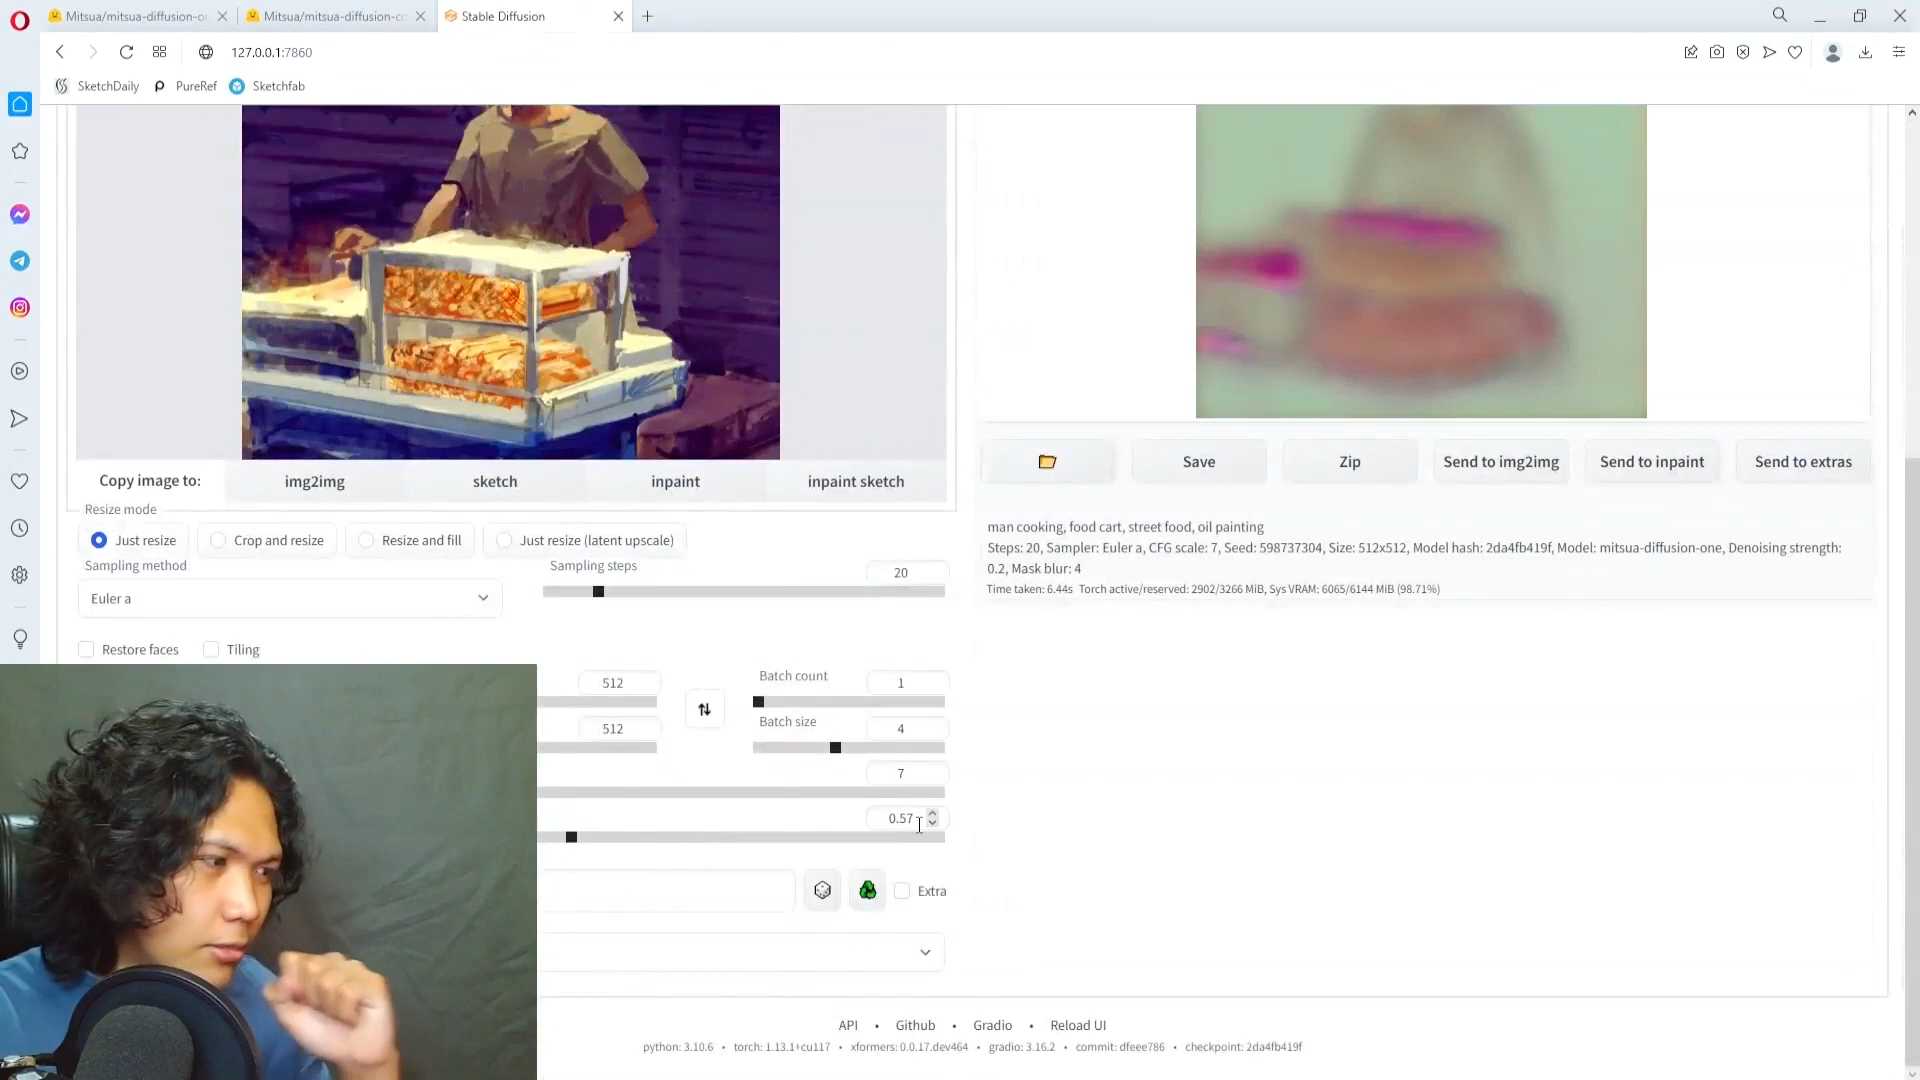 Mitsua/mitsua-diffusion-o
Mitsua/mitsua-diffusion-c
Stable Diffusion
127.0.0.1:7860
SketchDaily
PureRef
Sketchfab
Copy image to:
img2img
sketch
inpaint
inpaint sketch
Save
Zip
Send to img2img
Send to inpaint
Send to extras
Resize mode
Just resize
Crop and resize
Resize and fill
Just resize (latent upscale)
man cooking, food cart, street food, oil painting
Steps: 20, Sampler: Euler a, CFG scale: 7, Seed: 598737304, Size: 512x512, Model hash: 2da4fb419f, Model: mitsua-diffusion-one, Denoising strength:
0.2, Mask blur: 4
Time taken: 6.44s Torch active/reserved: 2902/3266 MiB, Sys VRAM: 6065/6144 MiB (98.71%)
Sampling method
Euler a
Sampling steps
20
Restore faces
Tiling
512
Batch count
1
512
Batch size
4
7
0.57
Extra
API • Github • Gradio • Reload UI
python: 3.10.6 • torch: 1.13.1+cu117 • xformers: 0.0.17.dev464 • gradio: 3.16.2 • commit: dfeee786 • checkpoint: 2da4fb419f